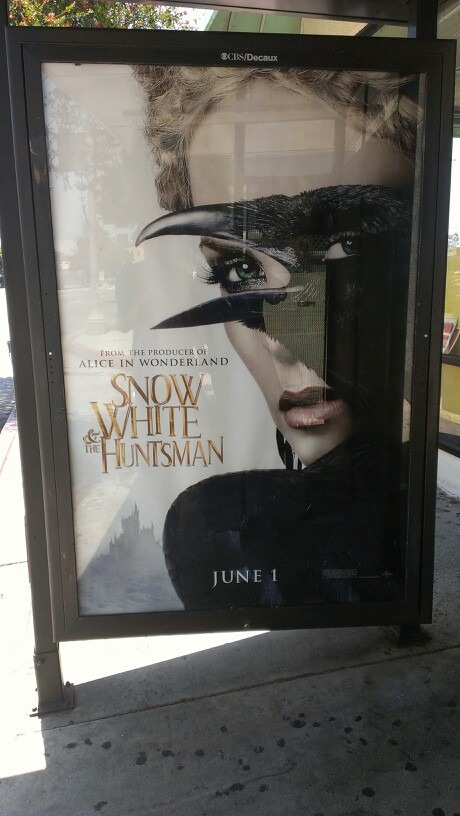 CBS/Decaux
FROM THE PRODUCER OF
ALICE IN WONDERLAND
SNOW
WHITE
& THE HUNTSMAN
JUNE 1